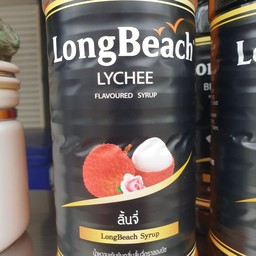 LongBeach
LYCHEE
FLAVOURED SYRUP
ลิ้นจี่
LongBeach Syrup